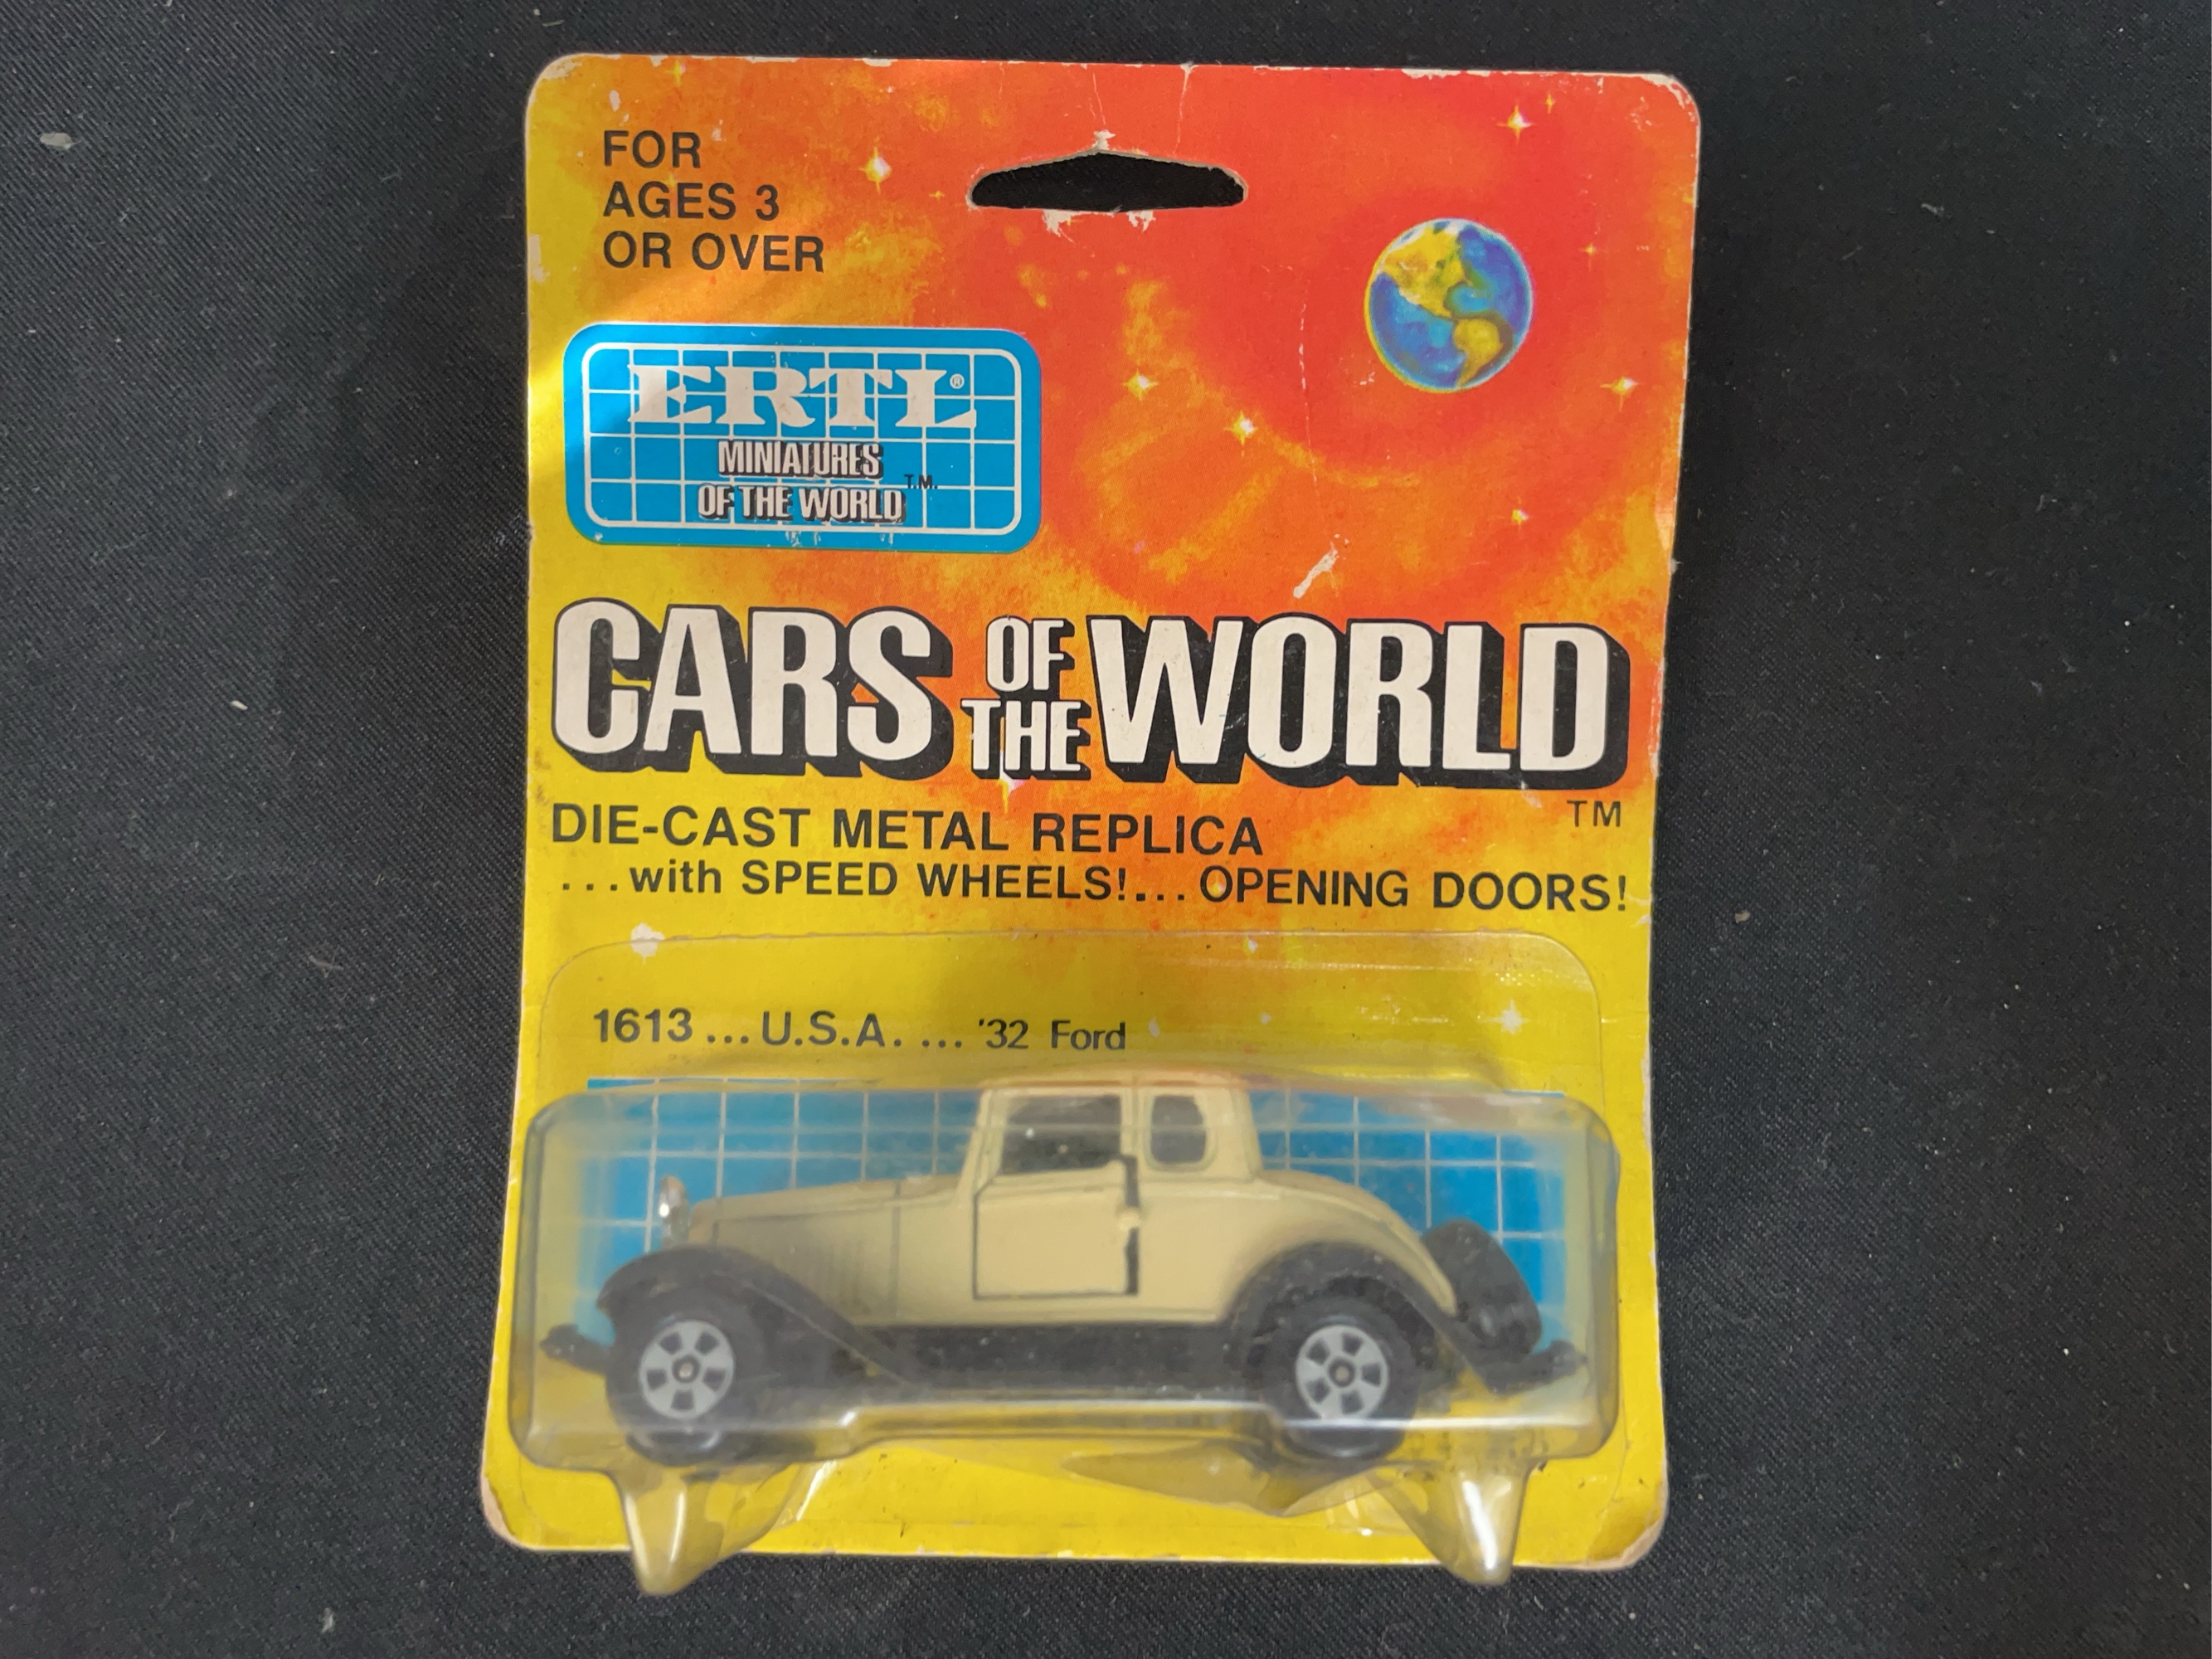 FOR
AGES 3
OR OVER
ERTL®
MINIATURES
OF THE WORLD T.M.
CARS OF THE WORLD
TM
DIE-CAST METAL REPLICA
...with SPEED WHEELS!... OPENING DOORS!
1613 ... U.S.A. ... '32 Ford